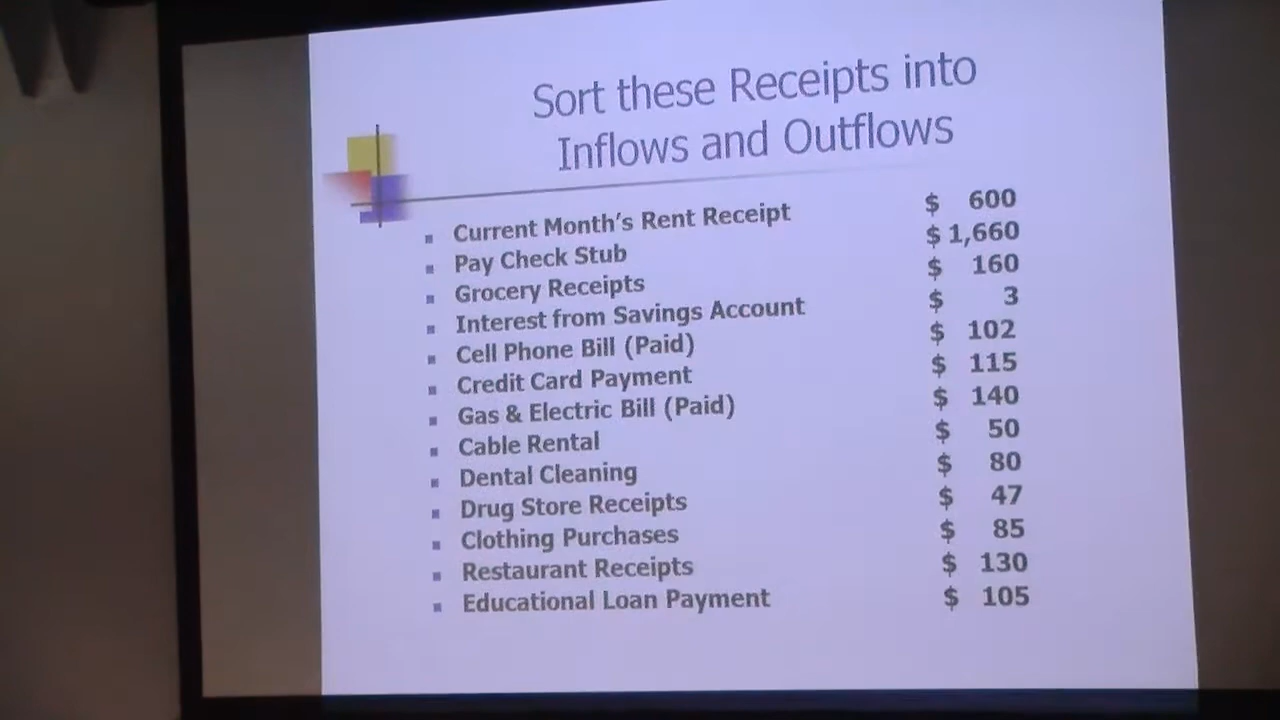 Sort these Receipts into
Inflows and Outflows
Current Month's Rent Receipt $ 600
Pay Check Stub $ 1,660
Grocery Receipts $ 160
Interest from Savings Account $ 3
Cell Phone Bill (Paid) $ 102
Credit Card Payment $ 115
Gas & Electric Bill (Paid) $ 140
Cable Rental $ 50
Dental Cleaning $ 80
Drug Store Receipts $ 47
Clothing Purchases $ 85
Restaurant Receipts $ 130
Educational Loan Payment $ 105